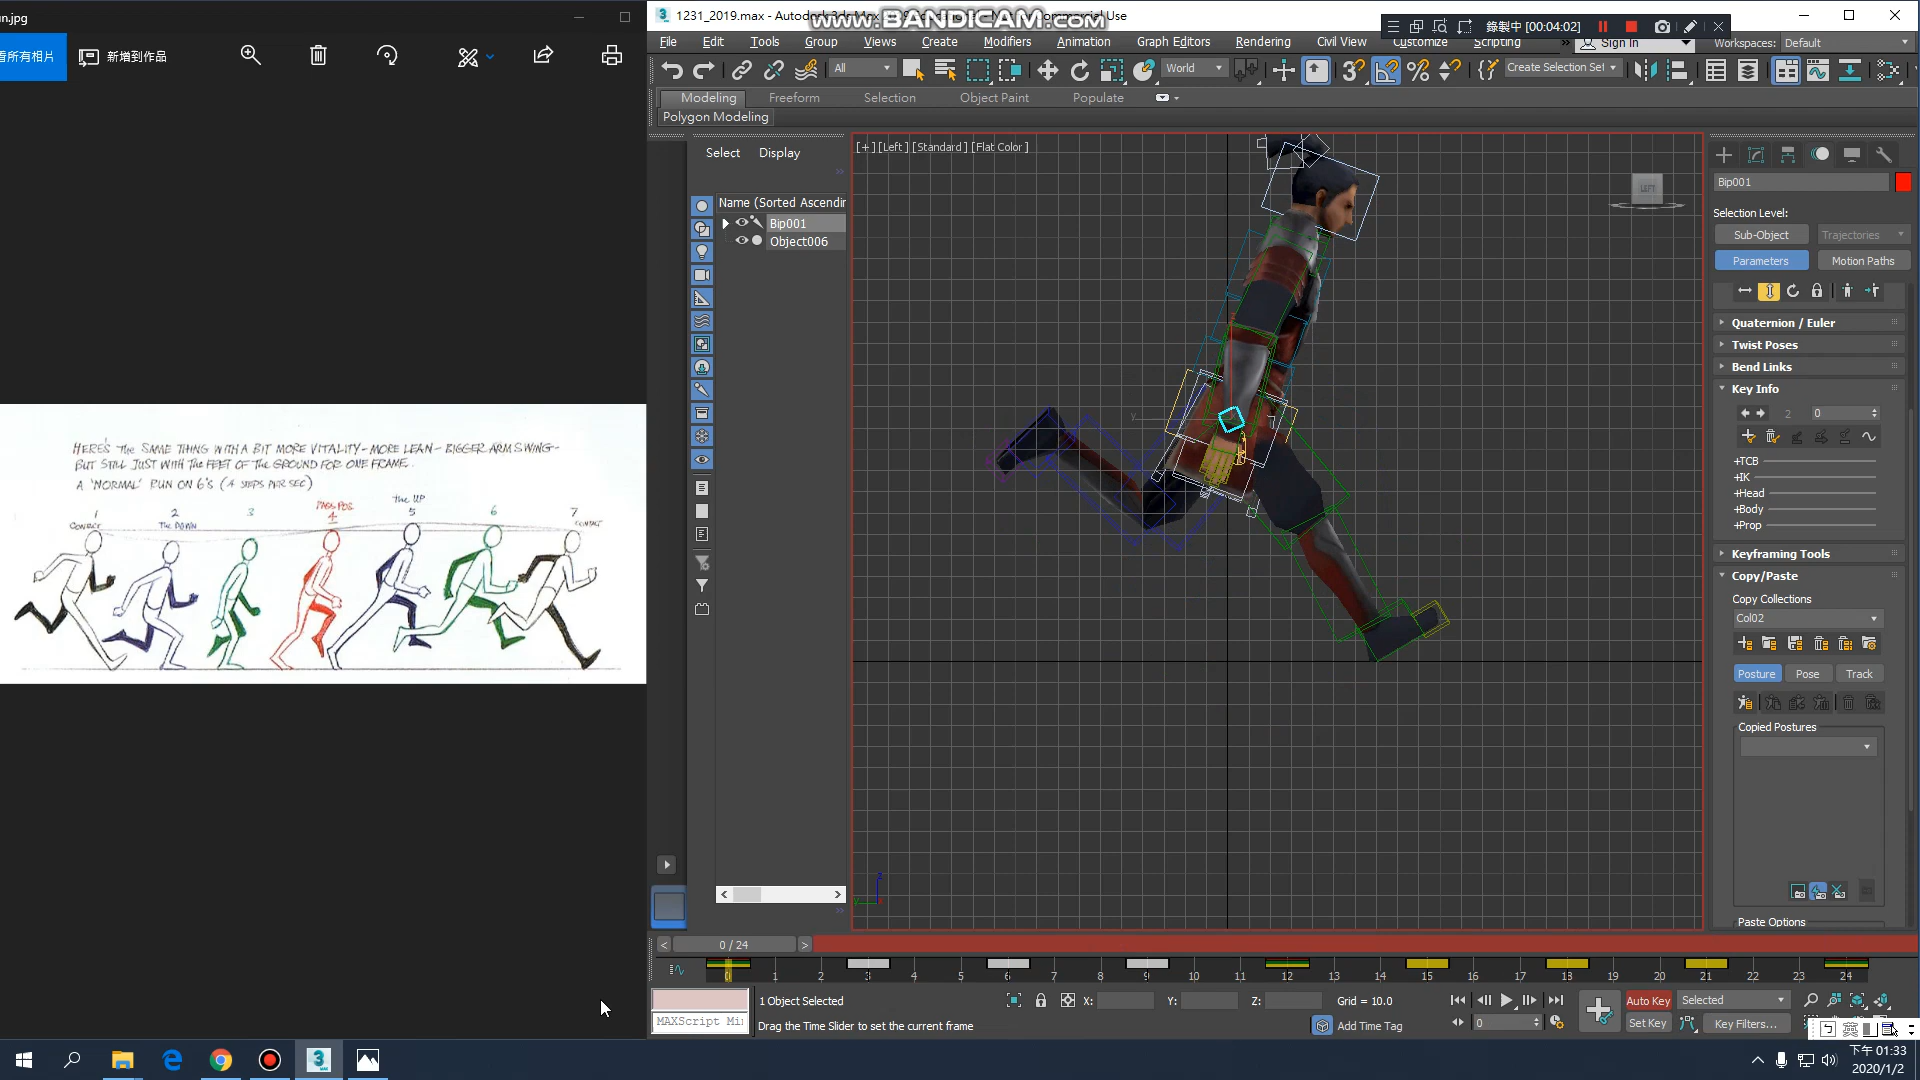 un.jpg
看所有相片
新增到作品
HERE'S THE SAME THING WITH A BIT MORE VITALITY - MORE LEAN - BIGGER ARM SWING -
BUT STILL JUST WITH THE FEET OFF THE GROUND FOR ONE FRAME.
A 'NORMAL' RUN ON 6'S (4 STEPS PER SEC)
1 2 3 PASS POS 4 THE UP 5 6 7
CONTACT THE DOWN CONTACT
1231_2019.max - Autodesk 3ds Max
Commercial Use
www.BANDICAM.com
錄製中 [00:04:02]
File Edit Tools Group Views Create Modifiers Animation Graph Editors Rendering Civil View Customize Scripting
Sign In
Workspaces: Default
All
World
Create Selection Set
Modeling Freeform Selection Object Paint Populate
Polygon Modeling
Select Display
Name (Sorted Ascendin
Bip001
Object006
[+] [Left ] [Standard ] [Flat Color ]
LEFT
Bip001
Selection Level:
Sub-Object Trajectories
Parameters Motion Paths
Quaternion / Euler
Twist Poses
Bend Links
Key Info
2 0
+TCB
+IK
+Head
+Body
+Prop
Keyframing Tools
Copy/Paste
Copy Collections
Col02
Posture Pose Track
Copied Postures
Paste Options
y
z
0 / 24
0 1 2 3 4 5 6 7 8 9 10 11 12 13 14 15 16 17 18 19 20 21 22 23 24
1 Object Selected
X: Y: Z: Grid = 10.0
Auto Key Selected
MAXScript Mi
Drag the Time Slider to set the current frame
Add Time Tag
0
Set Key Key Filters...
英
下午 01:33
2020/1/2